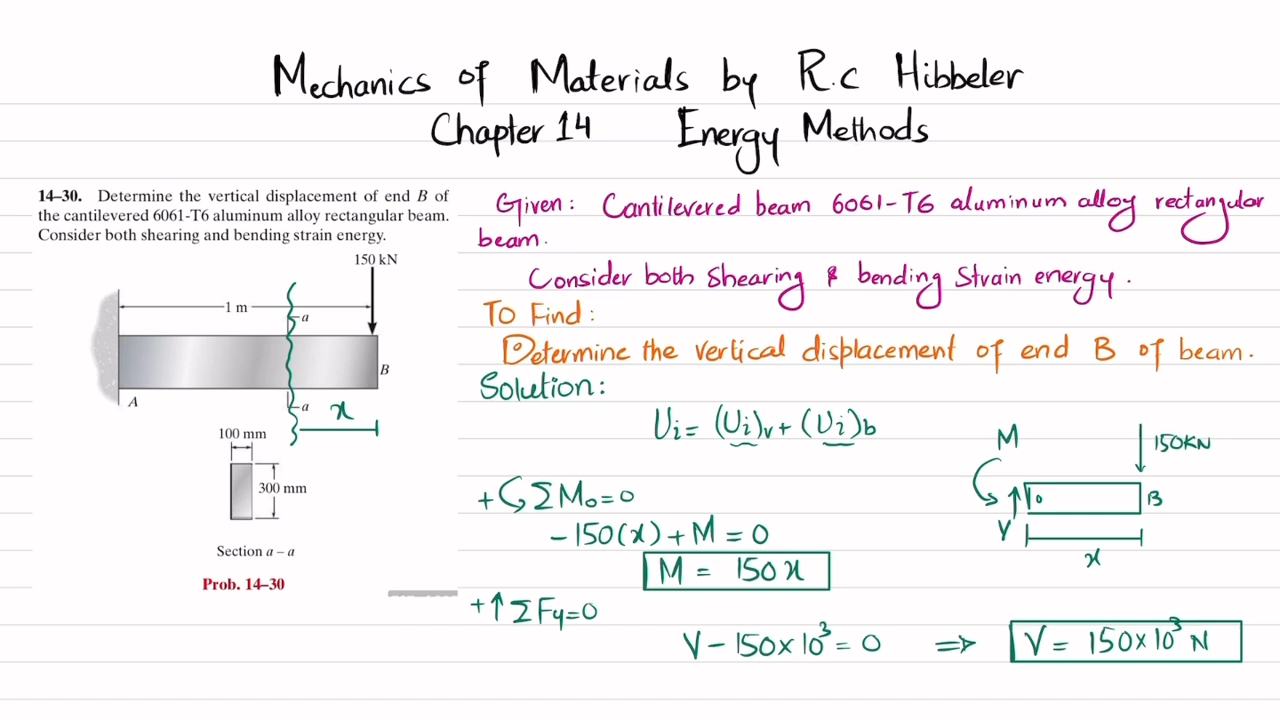 Mechanics of Materials by R.c Hibbeler
Chapter 14 Energy Methods
14–30. Determine the vertical displacement of end B of
the cantilevered 6061-T6 aluminum alloy rectangular beam.
Consider both shearing and bending strain energy.
150 kN
1 m
a
B
A
a
x
100 mm
300 mm
Section a – a
Prob. 14–30
Given: Cantilevered beam 6061-T6 aluminum alloy rectangular
beam.
Consider both Shearing & bending Strain energy.
To Find:
Determine the vertical displacement of end B of beam.
Solution:
Ui = (Ui)v + (Ui)b
M
150KN
o
B
V
x
+ ΣMo=0
-150(x) + M = 0
M = 150x
+↑ ΣFy=0
V - 150×10³ = 0 ⇒ V = 150×10³ N